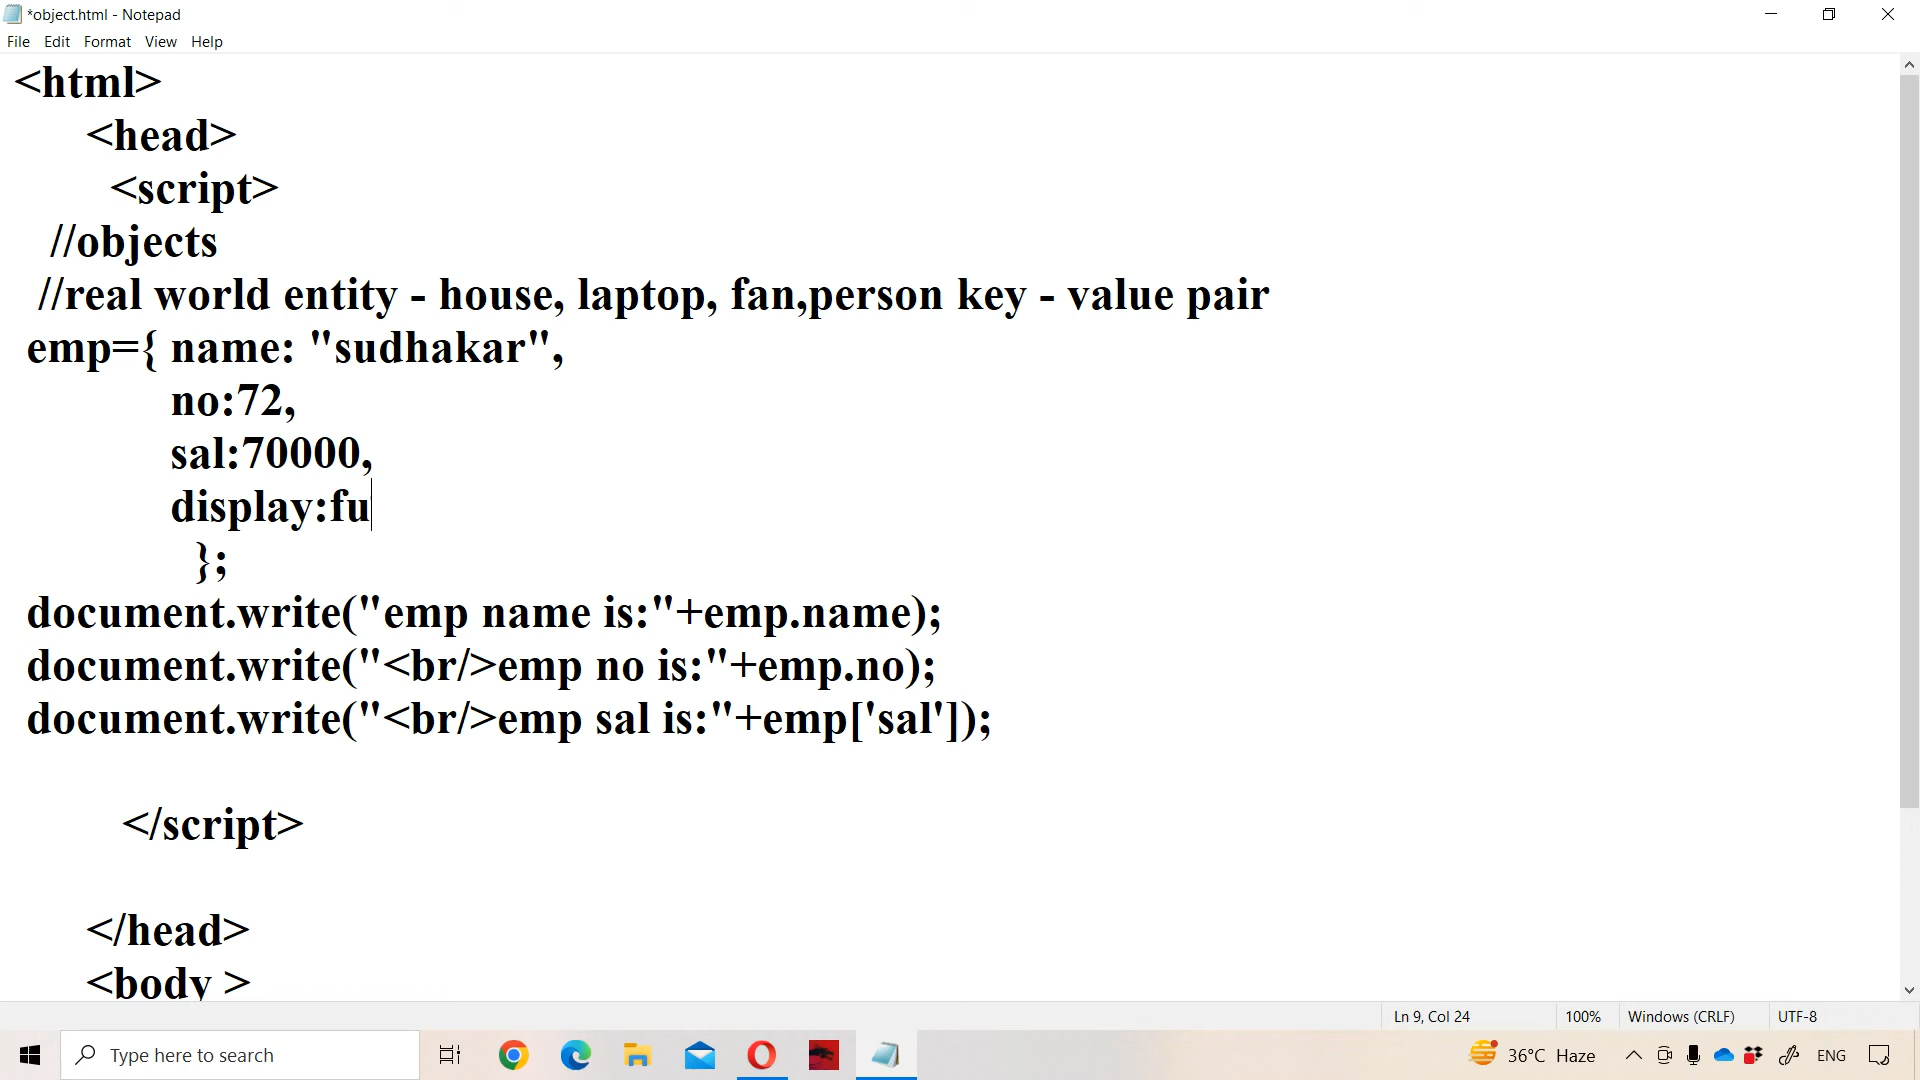 *object.html - Notepad
File Edit Format View Help
<html>
<head>
<script>
//objects
//real world entity - house, laptop, fan,person key - value pair
emp={ name: "sudhakar",
no:72,
sal:70000,
display:fu
};
document.write("emp name is:"+emp.name);
document.write("<br/>emp no is:"+emp.no);
document.write("<br/>emp sal is:"+emp['sal']);
</script>
</head>
<body >
Ln 9, Col 24 100% Windows (CRLF) UTF-8
Type here to search 36°C Haze ENG